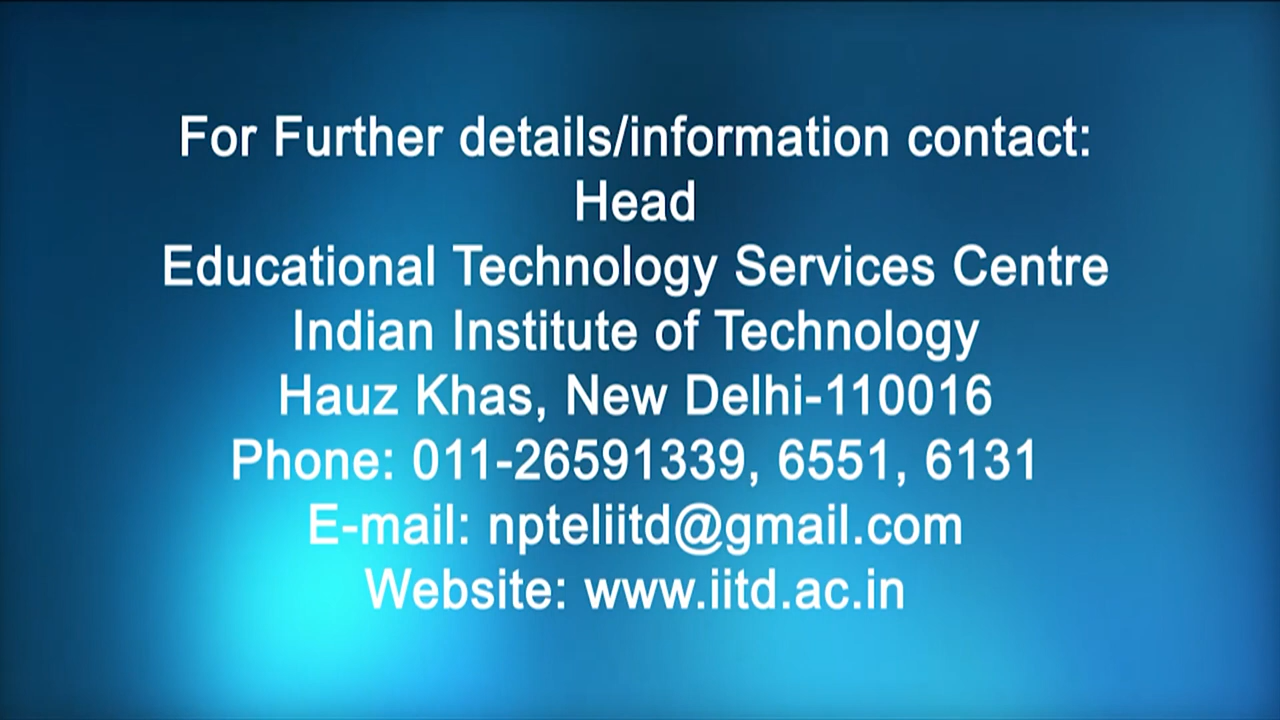 For Further details/information contact:
Head
Educational Technology Services Centre
Indian Institute of Technology
Hauz Khas, New Delhi-110016
Phone: 011-26591339, 6551, 6131
E-mail: npteliitd@gmail.com
Website: www.iitd.ac.in